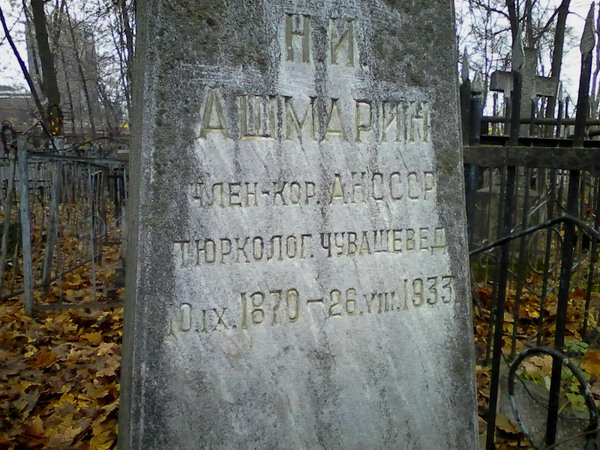 Н И
АШМАРИН
ЧЛЕН-КОР. АН СССР
ТЮРКОЛОГ. ЧУВАШЕВЕД
10.IX.1870 — 26.VIII.1933